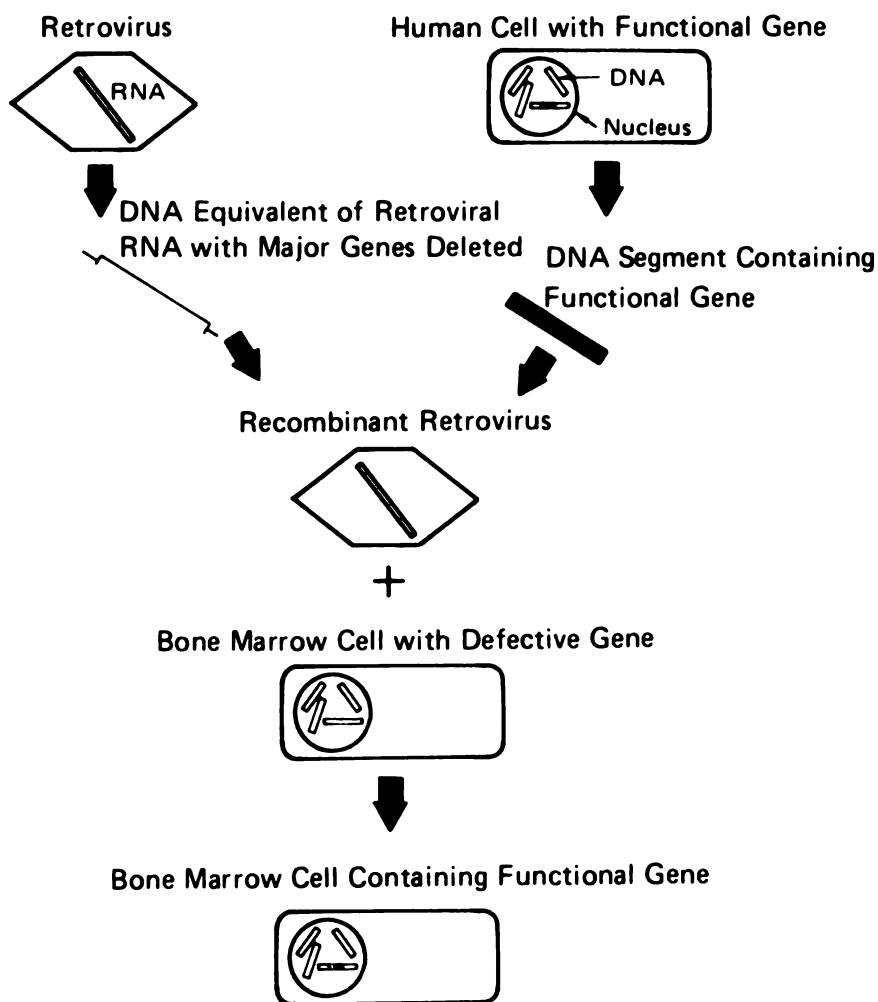 Retrovirus
Human Cell with Functional Gene
RNA
DNA
Nucleus
DNA Equivalent of Retroviral
RNA with Major Genes Deleted
DNA Segment Containing
Functional Gene
Recombinant Retrovirus
+
Bone Marrow Cell with Defective Gene
Bone Marrow Cell Containing Functional Gene